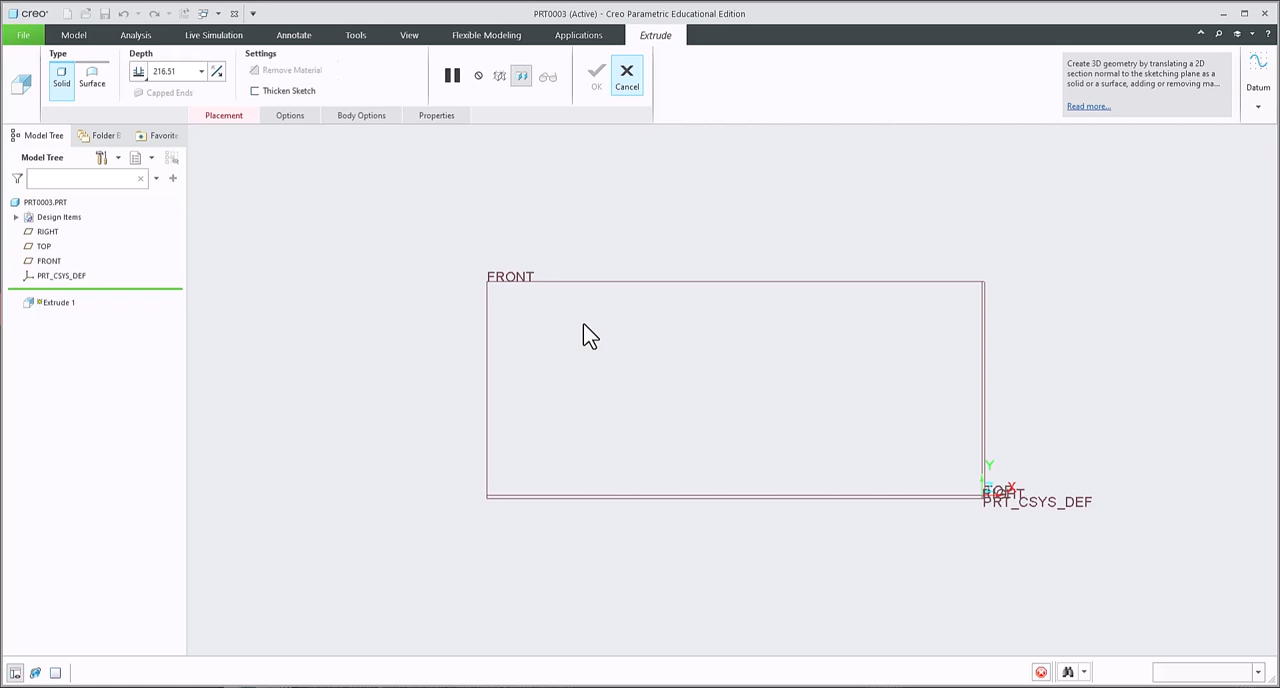 creo
PRT0003 (Active) - Creo Parametric Educational Edition
File Model Analysis Live Simulation Annotate Tools View Flexible Modeling Applications Extrude
Type Depth Settings
Solid Surface 216.51 Remove Material OK Cancel
Capped Ends Thicken Sketch
Create 3D geometry by translating a 2D
section normal to the sketching plane as a
solid or a surface, adding or removing ma...
Read more...
Datum
Placement Options Body Options Properties
Model Tree Folder B Favorite
Model Tree
PRT0003.PRT
Design Items
RIGHT
TOP
FRONT
PRT_CSYS_DEF
Extrude 1
FRONT
Y
X
TOP
RIGHT
PRT_CSYS_DEF